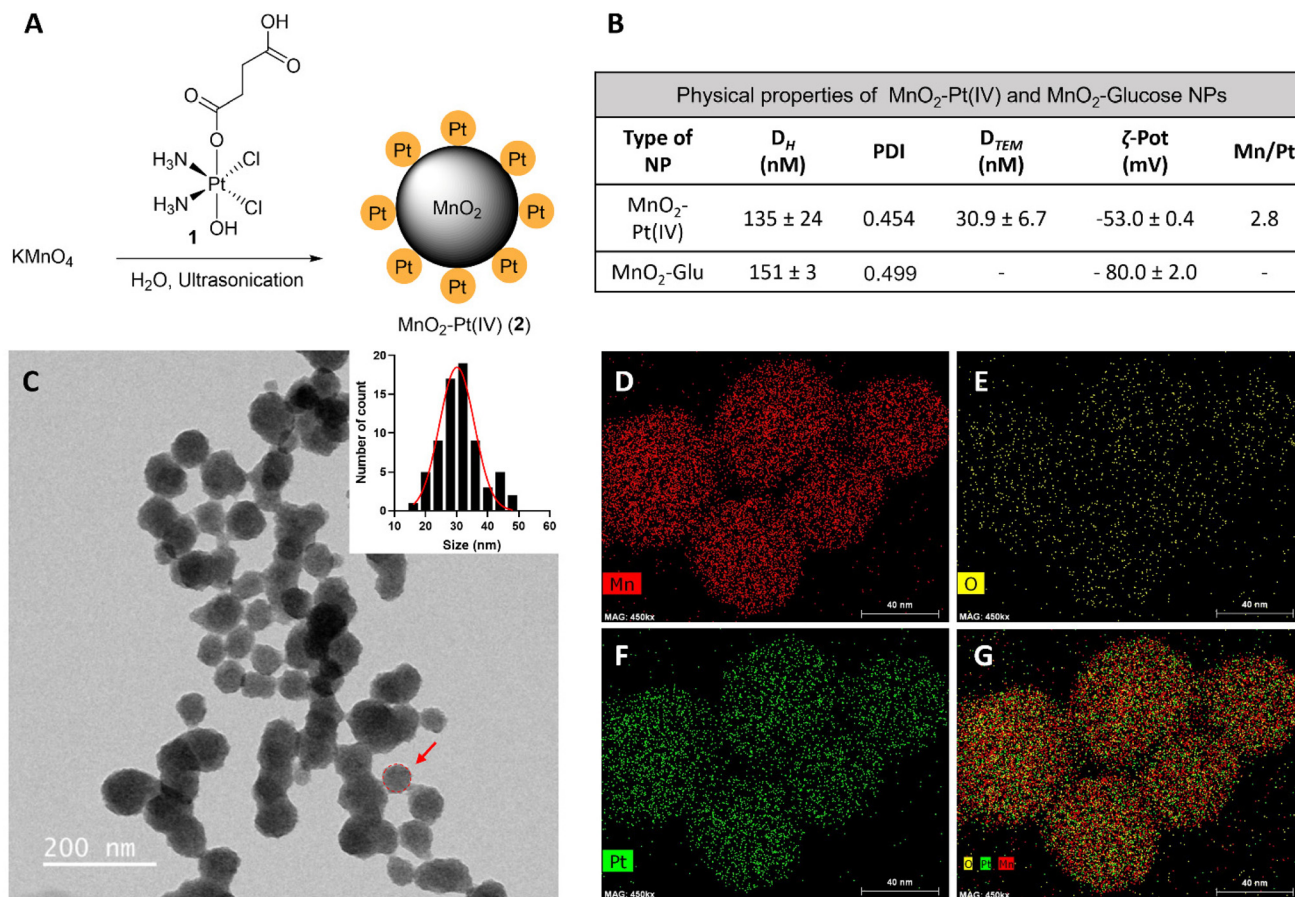 A
OH
O
O
O
H₃N
Cl
Pt
H₃N
Cl
OH
1
KMnO₄
H₂O, Ultrasonication
Pt
Pt
Pt
Pt
MnO₂
Pt
Pt
Pt
Pt
MnO₂-Pt(IV) (2)
B
Physical properties of MnO₂-Pt(IV) and MnO₂-Glucose NPs
Type of NP D_H (nM) PDI D_TEM (nM) ζ-Pot (mV) Mn/Pt
MnO₂-Pt(IV) 135 ± 24 0.454 30.9 ± 6.7 -53.0 ± 0.4 2.8
MnO₂-Glu 151 ± 3 0.499 - - 80.0 ± 2.0 -
C
200 nm
Number of count
20
15
10
5
0
10 20 30 40 50 60
Size (nm)
D
Mn
MAG: 450kx
40 nm
E
O
MAG: 450kx
40 nm
F
Pt
MAG: 450kx
40 nm
G
O Pt Mn
MAG: 450kx
40 nm